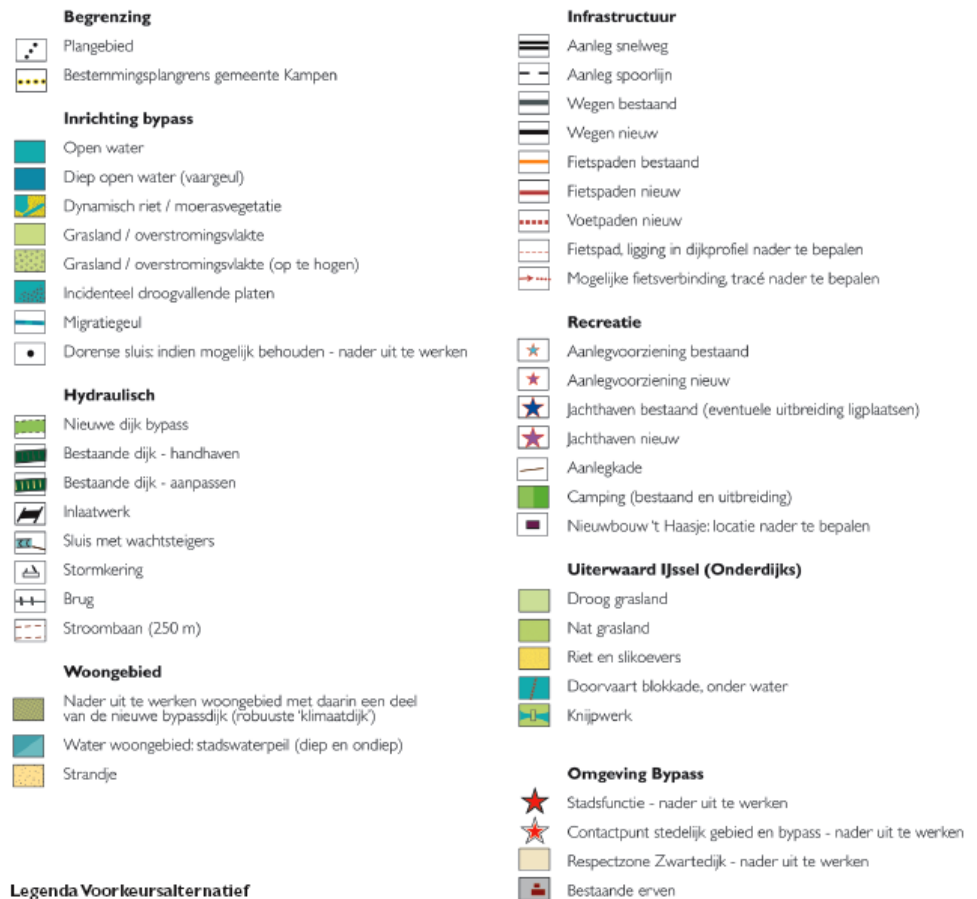 Begrenzing
Plangebied
Bestemmingsplangrens gemeente Kampen
Inrichting bypass
Open water
Diep open water (vaargeul)
Dynamisch riet / moerasvegetatie
Grasland / overstromingsvlakte
Grasland / overstromingsvlakte (op te hogen)
Incidenteel droogvallende platen
Migratiegeul
Dorense sluis: indien mogelijk behouden - nader uit te werken
Hydraulisch
Nieuwe dijk bypass
Bestaande dijk - handhaven
Bestaande dijk - aanpassen
Inlaatwerk
Sluis met wachtsteigers
Stormkering
Brug
Stroombaan (250 m)
Woongebied
Nader uit te werken woongebied met daarin een deel
van de nieuwe bypassdijk (robuuste 'klimaatdijk')
Water woongebied: stadswaterpeil (diep en ondiep)
Strandje
Legenda Voorkeursalternatief
Infrastructuur
Aanleg snelweg
Aanleg spoorlijn
Wegen bestaand
Wegen nieuw
Fietspaden bestaand
Fietspaden nieuw
Voetpaden nieuw
Fietspad, ligging in dijkprofiel nader te bepalen
Mogelijke fietsverbinding, tracé nader te bepalen
Recreatie
Aanlegvoorziening bestaand
Aanlegvoorziening nieuw
Jachthaven bestaand (eventuele uitbreiding ligplaatsen)
Jachthaven nieuw
Aanlegkade
Camping (bestaand en uitbreiding)
Nieuwbouw 't Haasje: locatie nader te bepalen
Uiterwaard IJssel (Onderdijks)
Droog grasland
Nat grasland
Riet en slikoevers
Doorvaart blokkade, onder water
Knijpwerk
Omgeving Bypass
Stadsfunctie - nader uit te werken
Contactpunt stedelijk gebied en bypass - nader uit te werken
Respectzone Zwartedijk - nader uit te werken
Bestaande erven